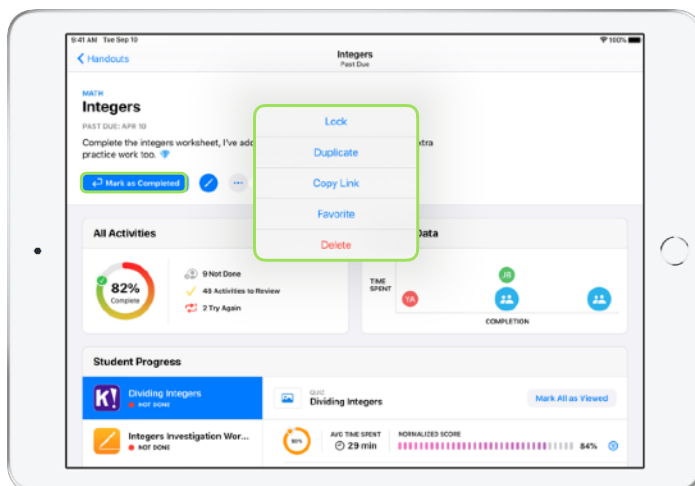 9:41 AM Tue Sep 10
100%
Handouts
Integers
Past Due
MATH
Integers
PAST DUE: APR 10
Complete the integers worksheet, I've add
xtra
practice work too.
Mark as Completed
Lock
Duplicate
Copy Link
Favorite
Delete
All Activities
Data
82%
Complete
9 Not Done
48 Activities to Review
2 Try Again
TIME
SPENT
YA
JB
COMPLETION
Student Progress
K!
Dividing Integers
NOT DONE
QUIZ
Dividing Integers
Mark All as Viewed
Integers Investigation Wor...
NOT DONE
AVG TIME SPENT
29 min
NORMALIZED SCORE
84%